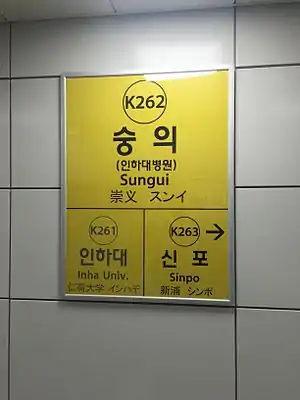 K262
숭 의
(인하대병원)
Sungui
崇义 スンイ
K261
인하대
Inha Univ.
仁荷大学 イシハデ
K263 →
신 포
Sinpo
新浦 シンポ